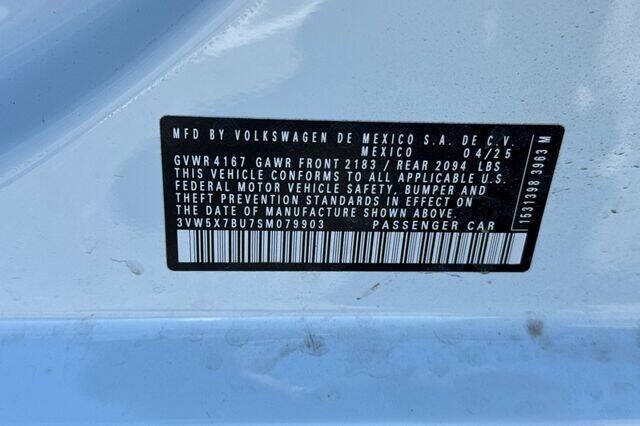 MFD BY VOLKSWAGEN DE MEXICO S.A. DE C.V.
MEXICO 04/25
GVWR 4167 GAWR FRONT 2183 / REAR 2094 LBS
THIS VEHICLE CONFORMS TO ALL APPLICABLE U.S.
FEDERAL MOTOR VEHICLE SAFETY, BUMPER AND
THEFT PREVENTION STANDARDS IN EFFECT ON
THE DATE OF MANUFACTURE SHOWN ABOVE.
3VW5X7BU7SM079903 PASSENGER CAR
1531398 3963 M